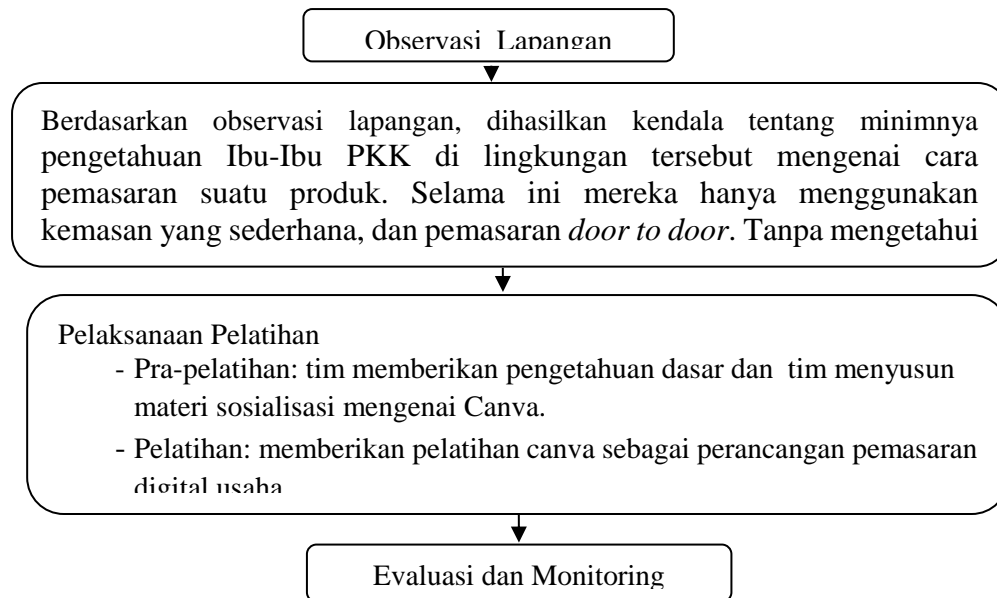 Observasi Lapangan
Berdasarkan observasi lapangan, dihasilkan kendala tentang minimnya
pengetahuan Ibu-Ibu PKK di lingkungan tersebut mengenai cara
pemasaran suatu produk. Selama ini mereka hanya menggunakan
kemasan yang sederhana, dan pemasaran door to door. Tanpa mengetahui
Pelaksanaan Pelatihan
- Pra-pelatihan: tim memberikan pengetahuan dasar dan tim menyusun
materi sosialisasi mengenai Canva.
- Pelatihan: memberikan pelatihan canva sebagai perancangan pemasaran
digital usaha
Evaluasi dan Monitoring